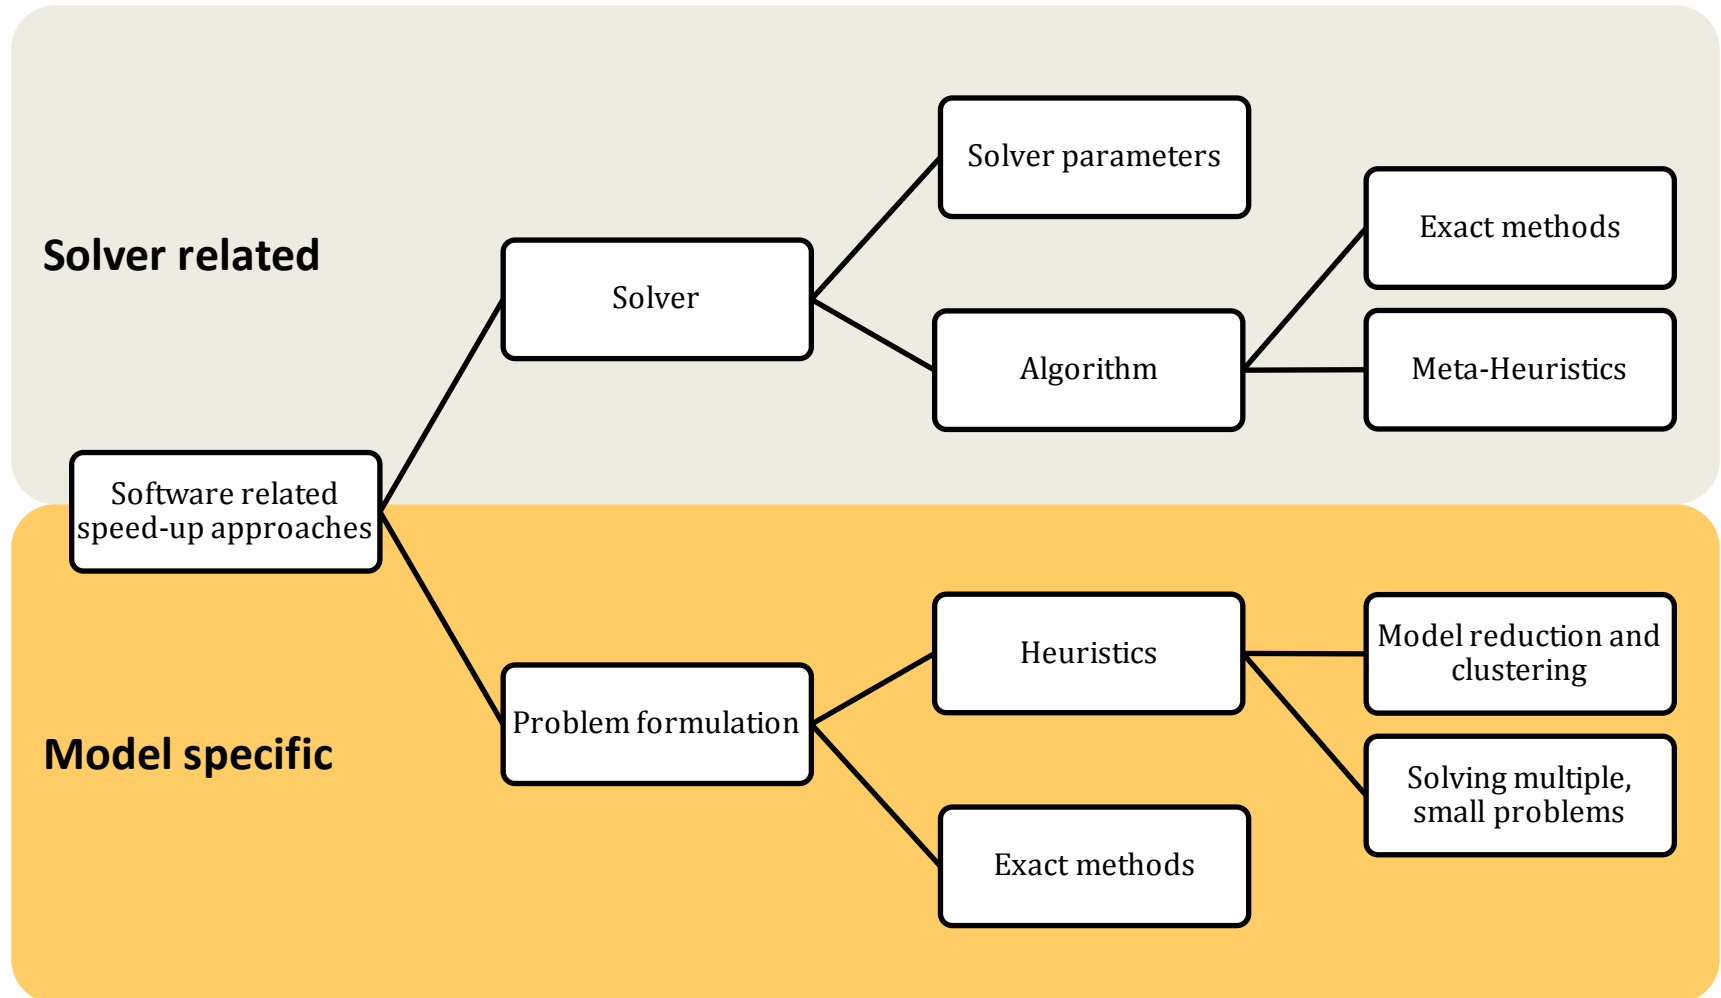 Solver related
Solver parameters
Exact methods
Solver
Algorithm
Meta-Heuristics
Software related
speed-up approaches
Model specific
Problem formulation
Heuristics
Model reduction and
clustering
Solving multiple,
small problems
Exact methods